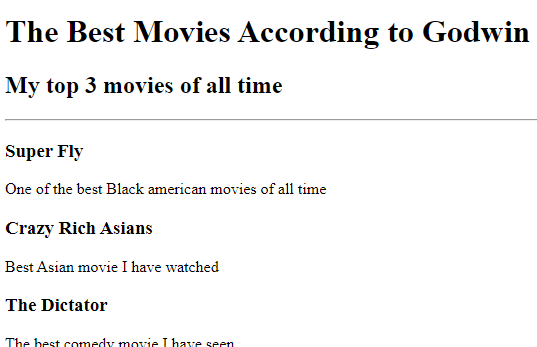 The Best Movies According to Godwin
My top 3 movies of all time
Super Fly
One of the best Black american movies of all time
Crazy Rich Asians
Best Asian movie I have watched
The Dictator
The best comedy movie I have seen